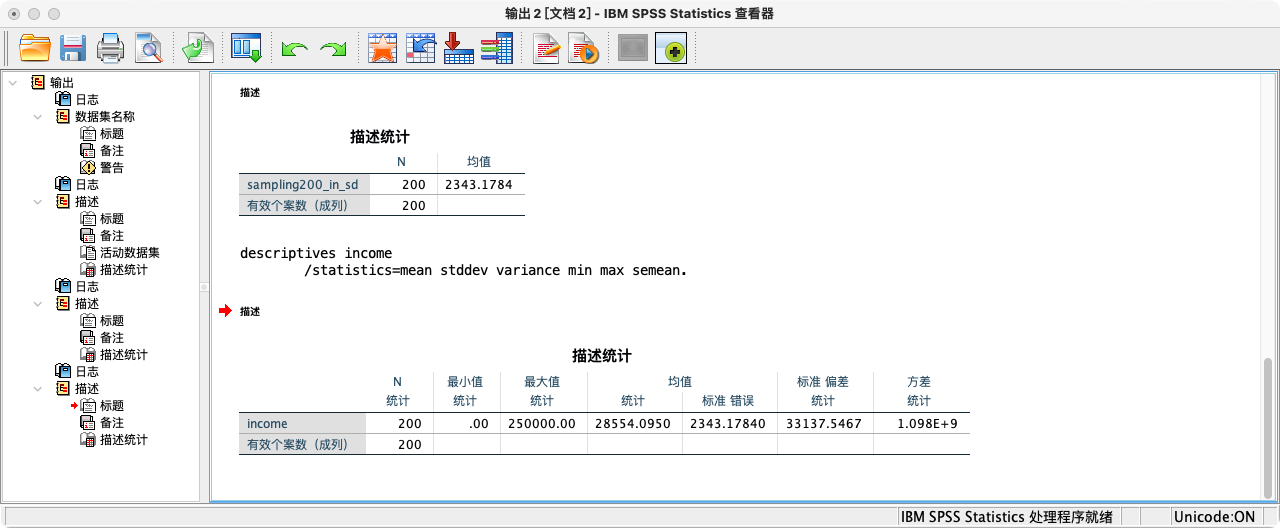 输出 2 [文档 2] - IBM SPSS Statistics 查看器
输出
日志
数据集名称
标题
备注
警告
日志
描述
标题
备注
活动数据集
描述统计
日志
描述
标题
备注
描述统计
日志
描述
标题
备注
描述统计
描述
描述统计
N 均值
sampling200_in_sd 200 2343.1784
有效个案数（成列） 200
descriptives income
/statistics=mean stddev variance min max semean.
描述
描述统计
N 最小值 最大值 均值 标准 偏差 方差
统计 统计 统计 统计 标准 错误 统计 统计
income 200 .00 250000.00 28554.0950 2343.17840 33137.5467 1.098E+9
有效个案数（成列） 200
IBM SPSS Statistics 处理程序就绪 Unicode:ON